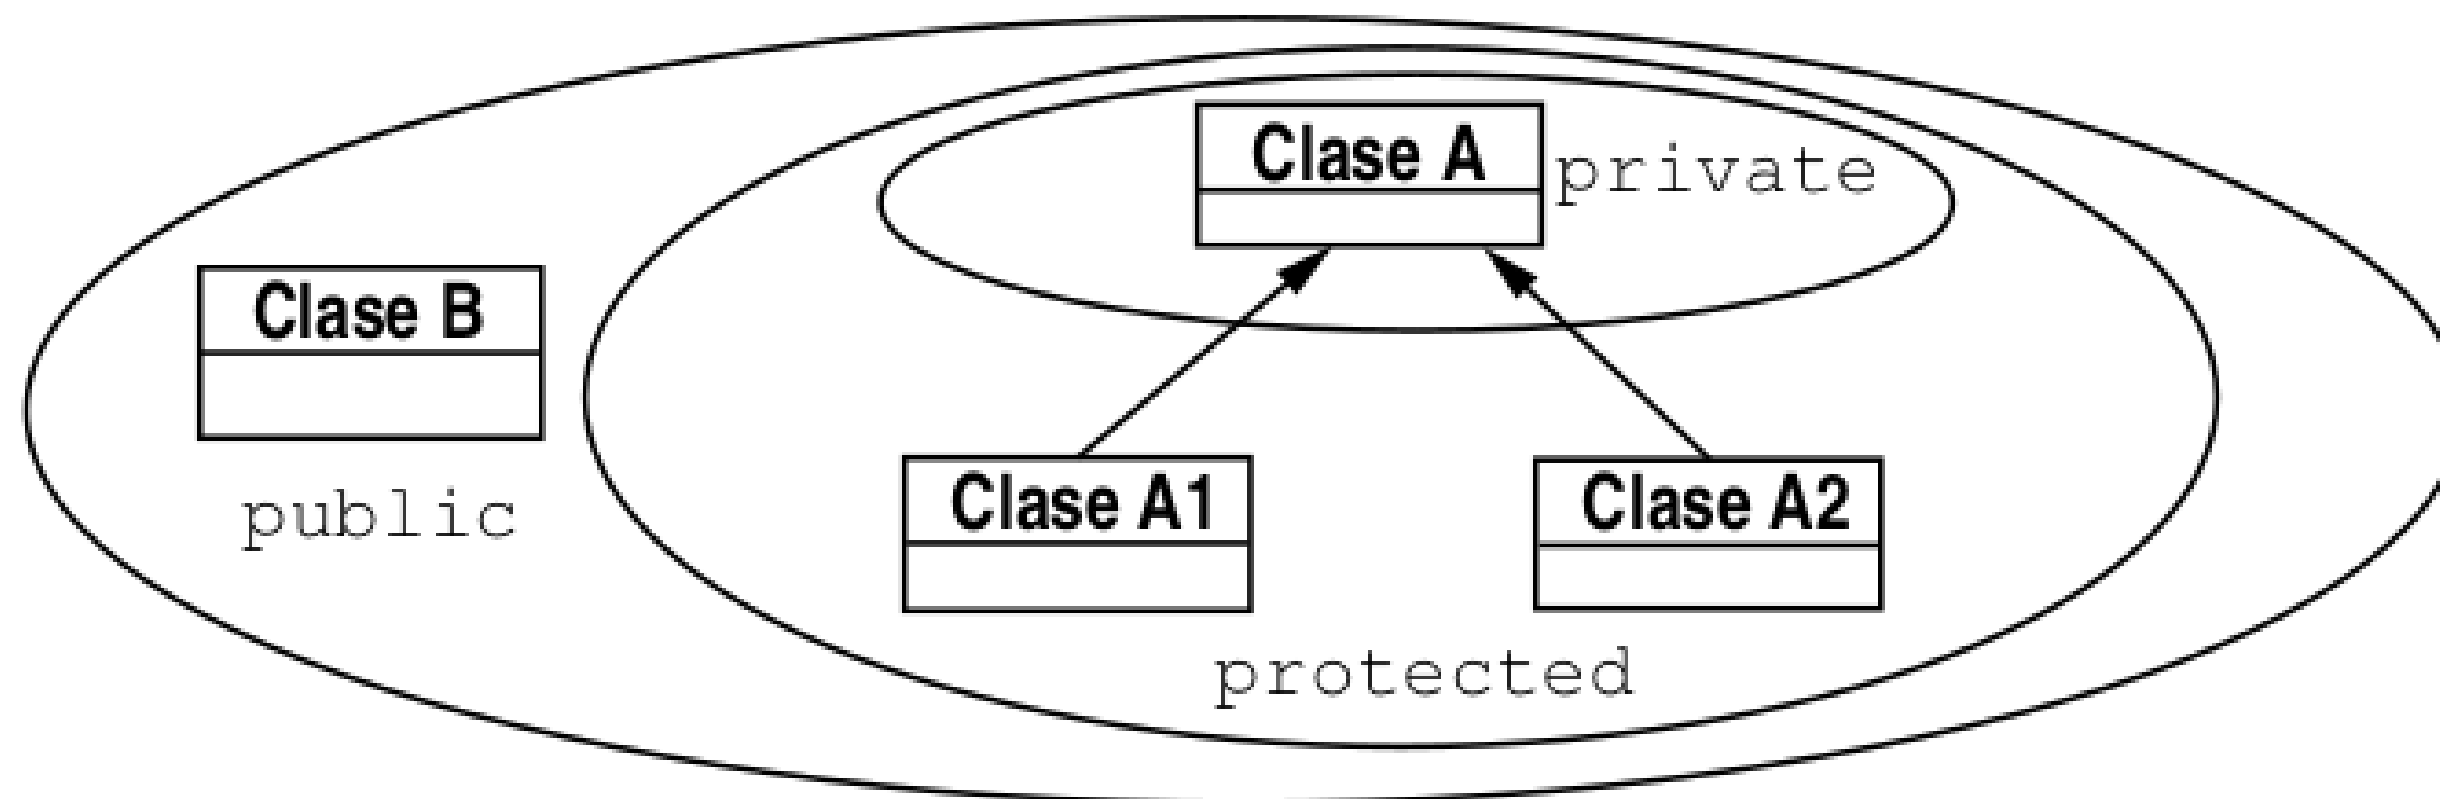 Clase A
private
Clase B
public
Clase A1
Clase A2
protected